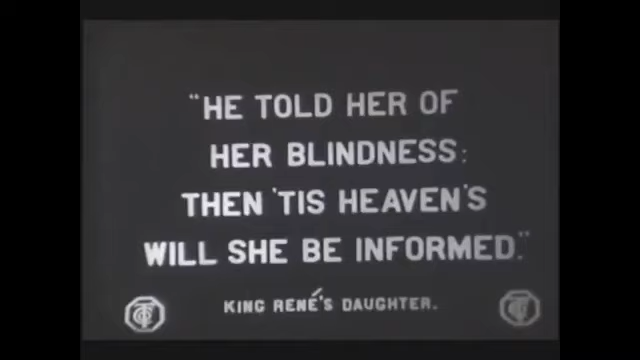 "HE TOLD HER OF
HER BLINDNESS:
THEN 'TIS HEAVEN'S
WILL SHE BE INFORMED."
KING RENÉ'S DAUGHTER.